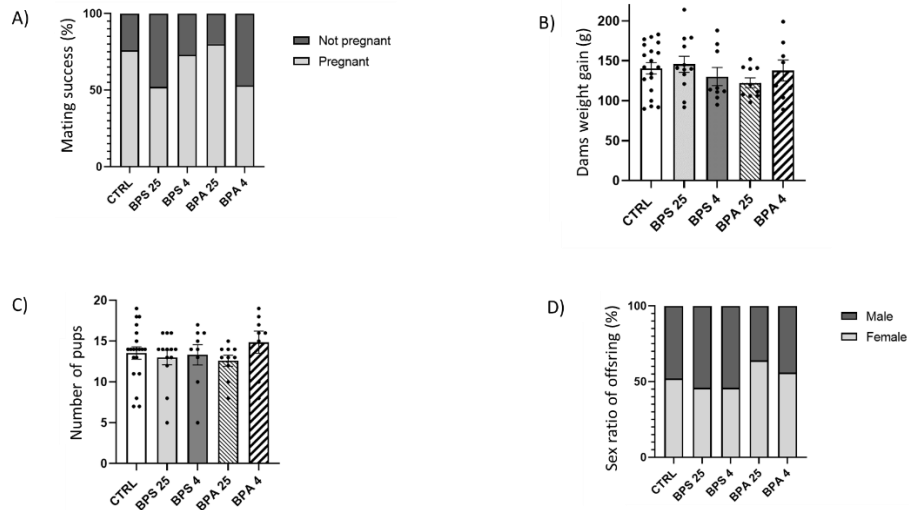 A)
Mating success (%)
100
50
0
CTRL
BPS 25
BPS 4
BPA 25
BPA 4
Not pregnant
Pregnant
B)
Dams weight gain (g)
200
150
100
50
0
CTRL
BPS 25
BPS 4
BPA 25
BPA 4
C)
Number of pups
20
15
10
5
0
CTRL
BPS 25
BPS 4
BPA 25
BPA 4
D)
Sex ratio of offsring (%)
100
50
0
CTRL
BPS 25
BPS 4
BPA 25
BPA 4
Male
Female